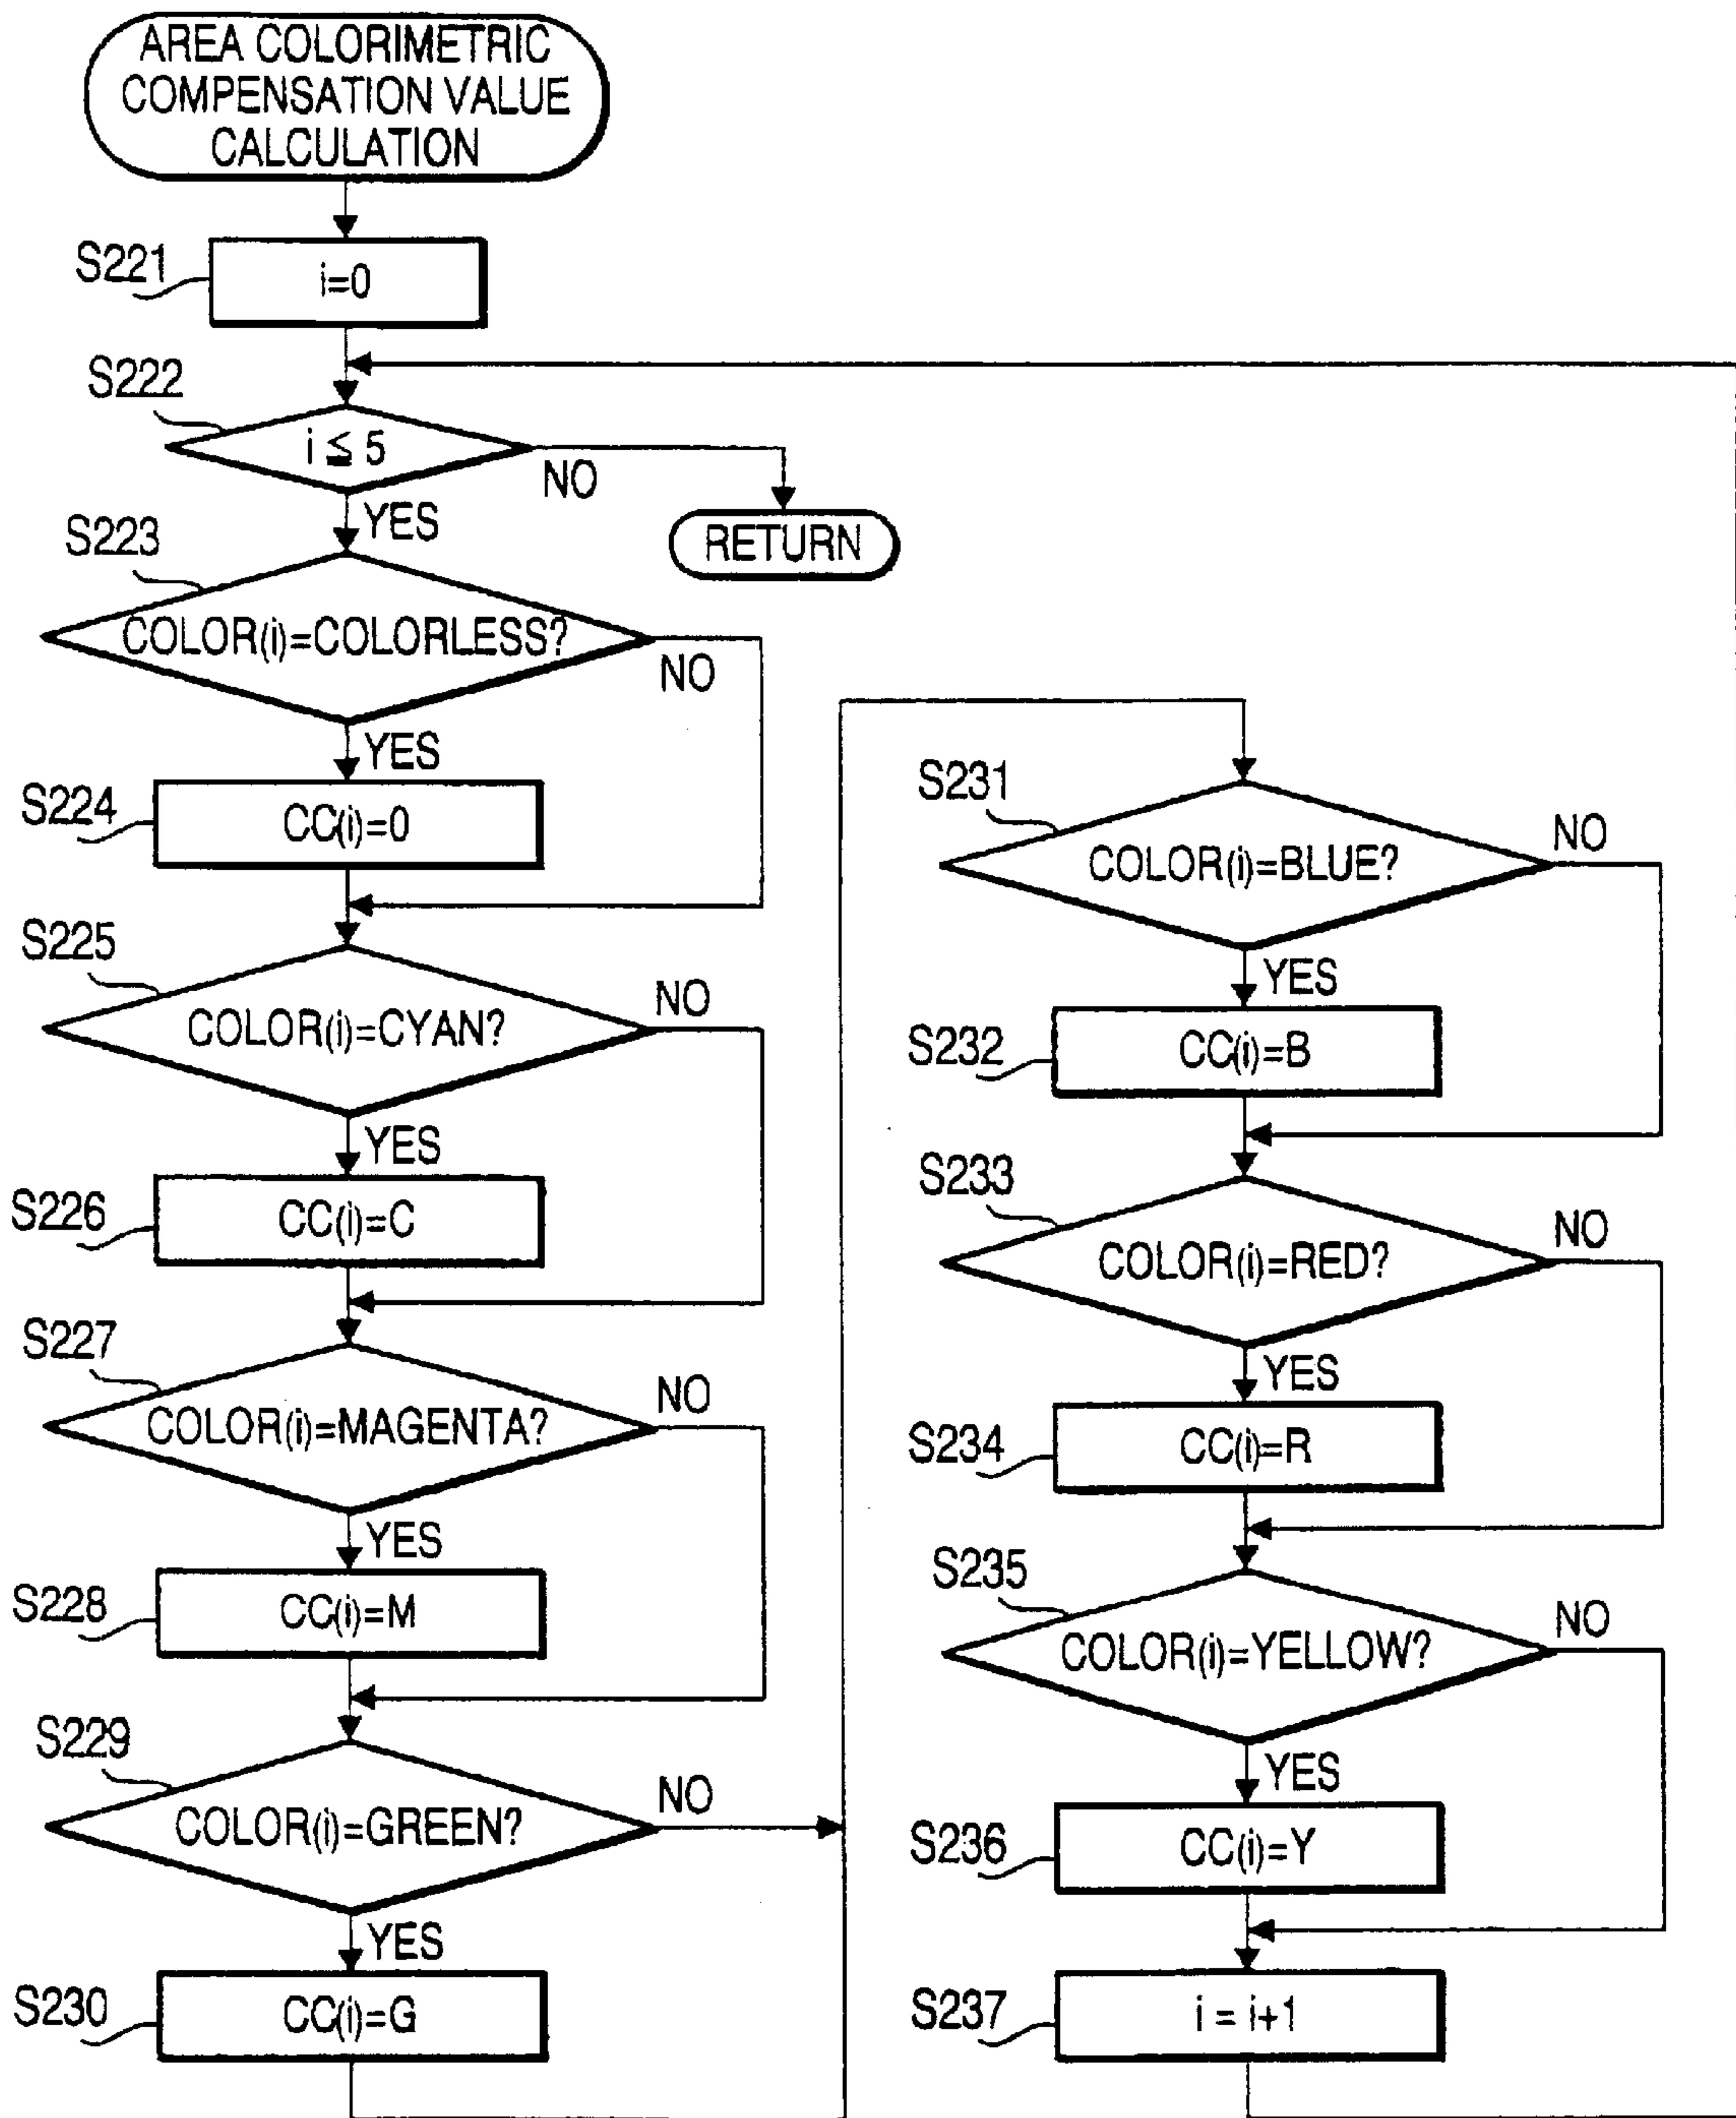 AREA COLORIMETRIC
COMPENSATION VALUE
CALCULATION
S221
i=0
S222
i ≦ 5
NO
YES
RETURN
S223
COLOR(i)=COLORLESS?
NO
YES
S224
CC(i)=0
S225
COLOR(i)=CYAN?
NO
YES
S226
CC(i)=C
S227
COLOR(i)=MAGENTA?
NO
YES
S228
CC(i)=M
S229
COLOR(i)=GREEN?
NO
YES
S230
CC(i)=G
S231
COLOR(i)=BLUE?
NO
YES
S232
CC(i)=B
S233
COLOR(i)=RED?
NO
YES
S234
CC(i)=R
S235
COLOR(i)=YELLOW?
NO
YES
S236
CC(i)=Y
S237
i = i+1